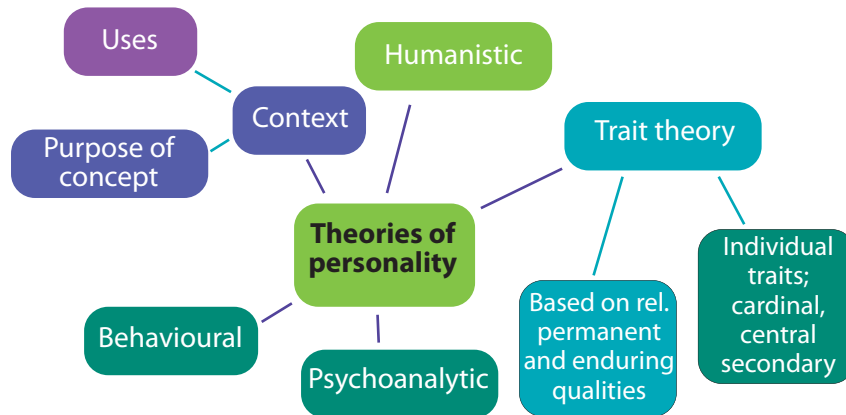 Uses
Humanistic
Context
Trait theory
Purpose of
concept
Theories of
personality
Individual
traits;
cardinal,
central
secondary
Based on rel.
permanent
and enduring
qualities
Behavioural
Psychoanalytic